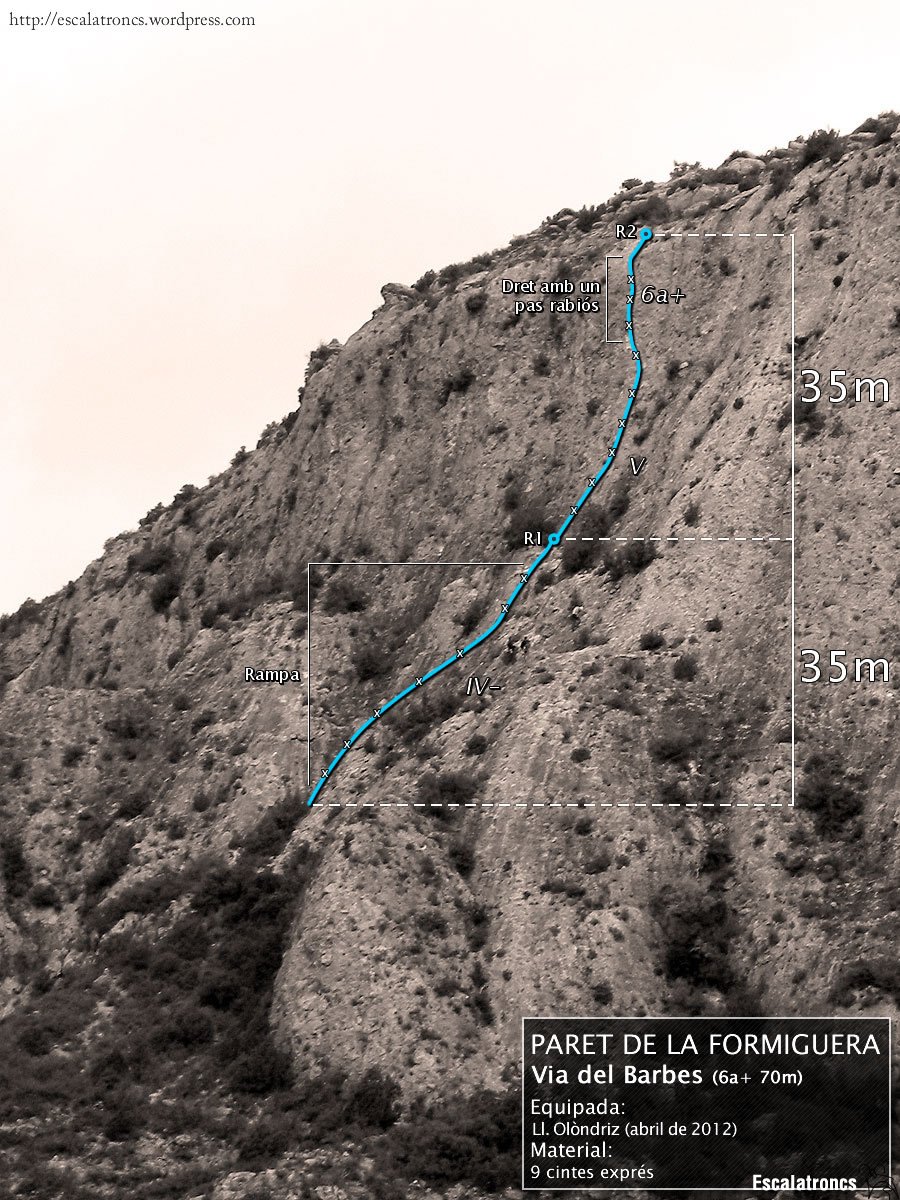 http://escalatroncs.wordpress.com
R2
Dret amb un
pas rabiós
6a+
35m
V
R1
Rampa
IV-
35m
PARET DE LA FORMIGUERA
Via del Barbes (6a+ 70m)
Equipada:
Ll. Olòndriz (abril de 2012)
Material:
9 cintes exprés
Escalatroncs